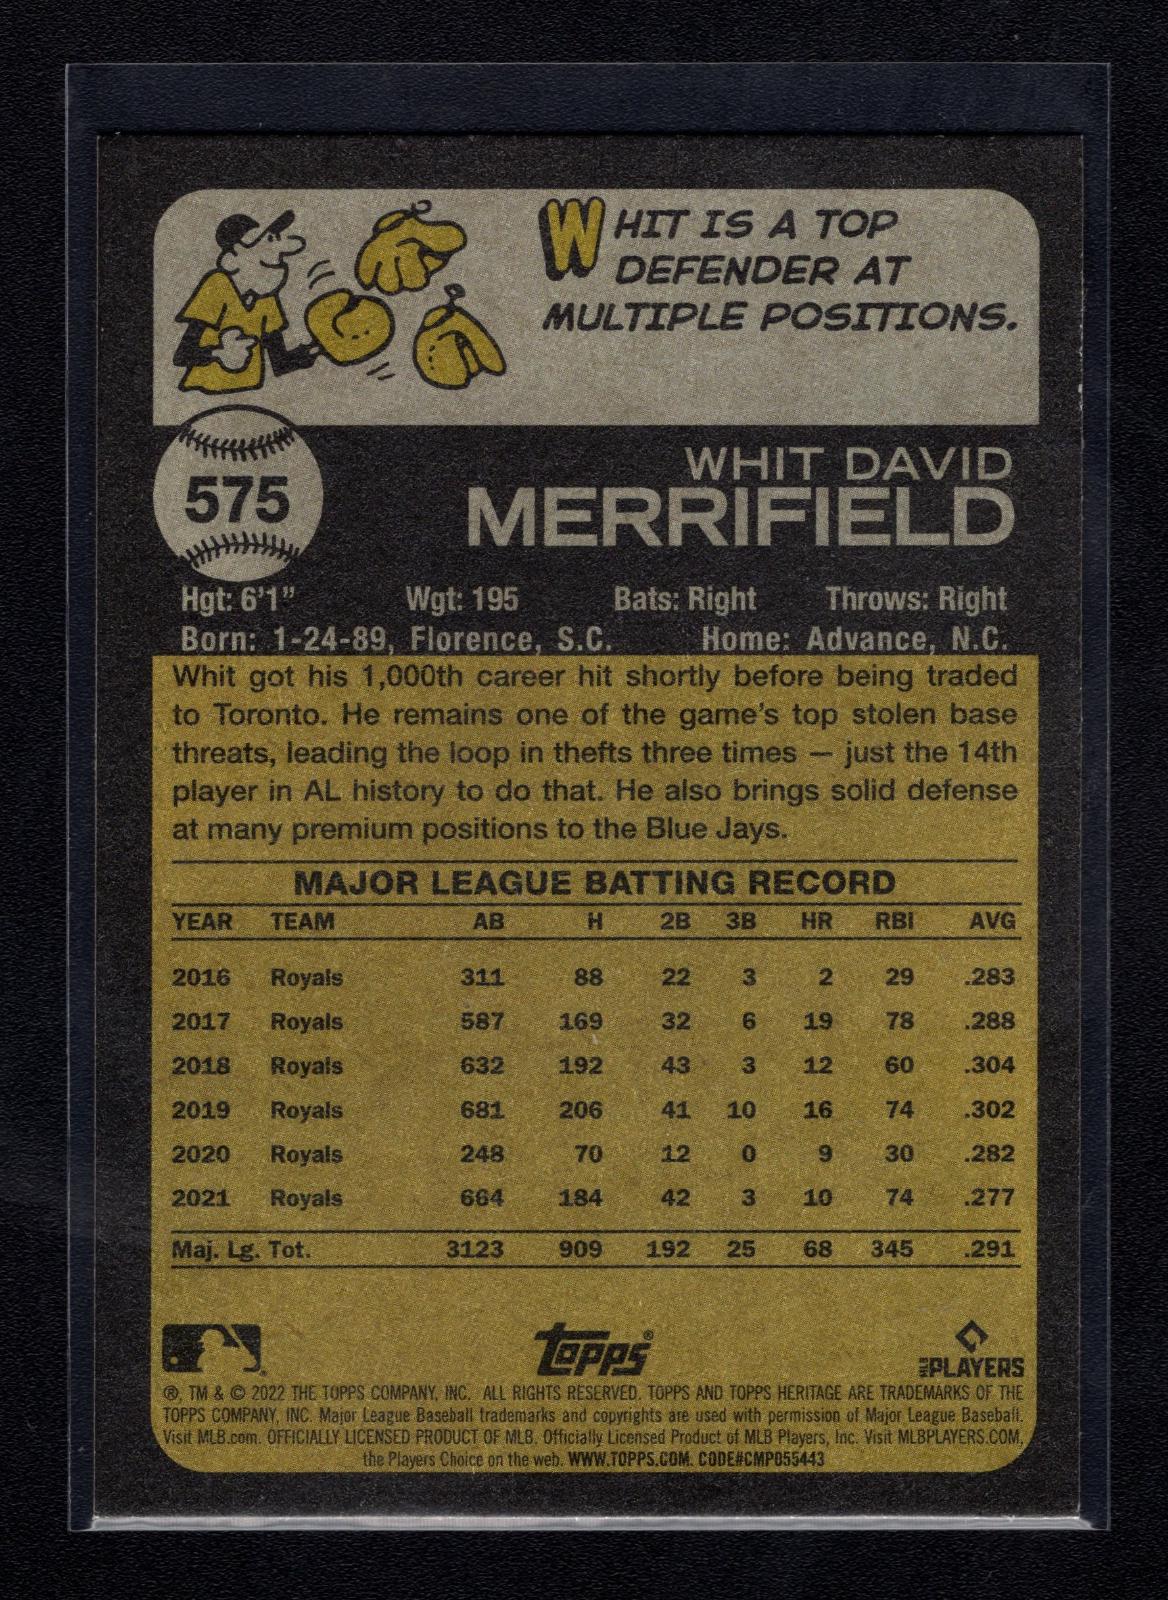 WHIT IS A TOP
DEFENDER AT
MULTIPLE POSITIONS.
575
WHIT DAVID
MERRIFIELD
Hgt: 6'1" Wgt: 195 Bats: Right Throws: Right
Born: 1-24-89, Florence, S.C. Home: Advance, N.C.
Whit got his 1,000th career hit shortly before being traded
to Toronto. He remains one of the game's top stolen base
threats, leading the loop in thefts three times — just the 14th
player in AL history to do that. He also brings solid defense
at many premium positions to the Blue Jays.
MAJOR LEAGUE BATTING RECORD
YEAR TEAM AB H 2B 3B HR RBI AVG
2016 Royals 311 88 22 3 2 29 .283
2017 Royals 587 169 32 6 19 78 .288
2018 Royals 632 192 43 3 12 60 .304
2019 Royals 681 206 41 10 16 74 .302
2020 Royals 248 70 12 0 9 30 .282
2021 Royals 664 184 42 3 10 74 .277
Maj. Lg. Tot. 3123 909 192 25 68 345 .291
topps®
MLB PLAYERS
®, TM & © 2022 THE TOPPS COMPANY, INC. ALL RIGHTS RESERVED. TOPPS AND TOPPS HERITAGE ARE TRADEMARKS OF THE
TOPPS COMPANY, INC. Major League Baseball trademarks and copyrights are used with permission of Major League Baseball.
Visit MLB.com. OFFICIALLY LICENSED PRODUCT OF MLB. Officially Licensed Product of MLB Players, Inc. Visit MLBPLAYERS.COM,
the Players Choice on the web. WWW.TOPPS.COM. CODE#CMP055443